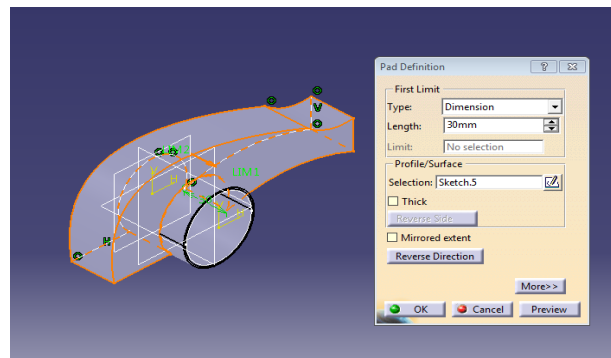 Pad Definition
First Limit
Type: Dimension
Length: 30mm
Limit: No selection
Profile/Surface
Selection: Sketch.5
Thick
Reverse Side
Mirrored extent
Reverse Direction
More>>
OK Cancel Preview
V
H
V
H